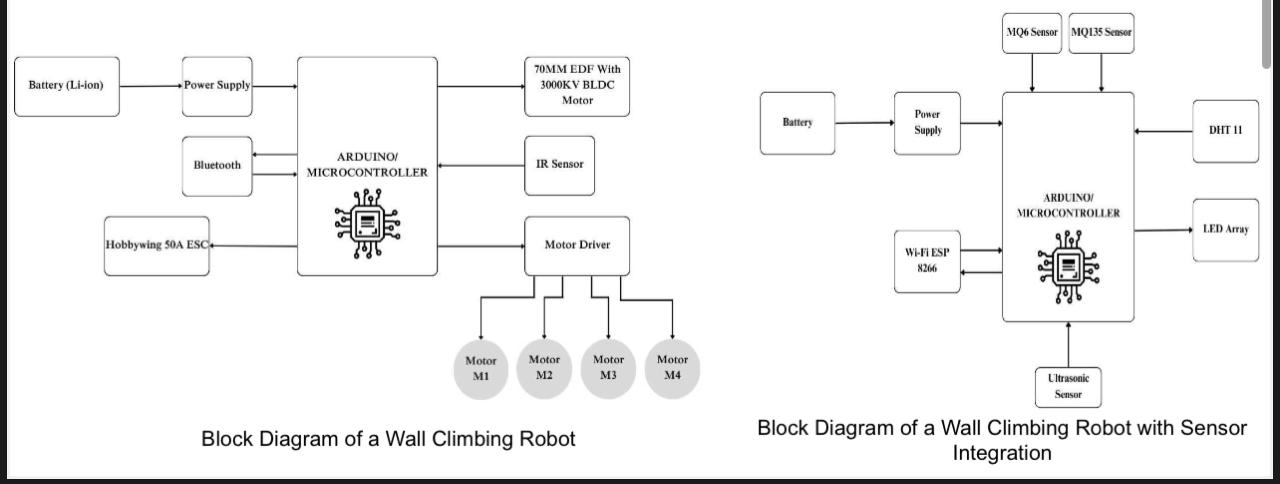 Battery (Li-ion)
Power Supply
70MM EDF With
3000KV BLDC
Motor
Bluetooth
ARDUINO/
MICROCONTROLLER
IR Sensor
Hobbywing 50A ESC
Motor Driver
Motor
M1
Motor
M2
Motor
M3
Motor
M4
Block Diagram of a Wall Climbing Robot
MQ6 Sensor
MQ135 Sensor
Battery
Power
Supply
DHT 11
ARDUINO/
MICROCONTROLLER
LED Array
Wi-Fi ESP
8266
Ultrasonic
Sensor
Block Diagram of a Wall Climbing Robot with Sensor
Integration